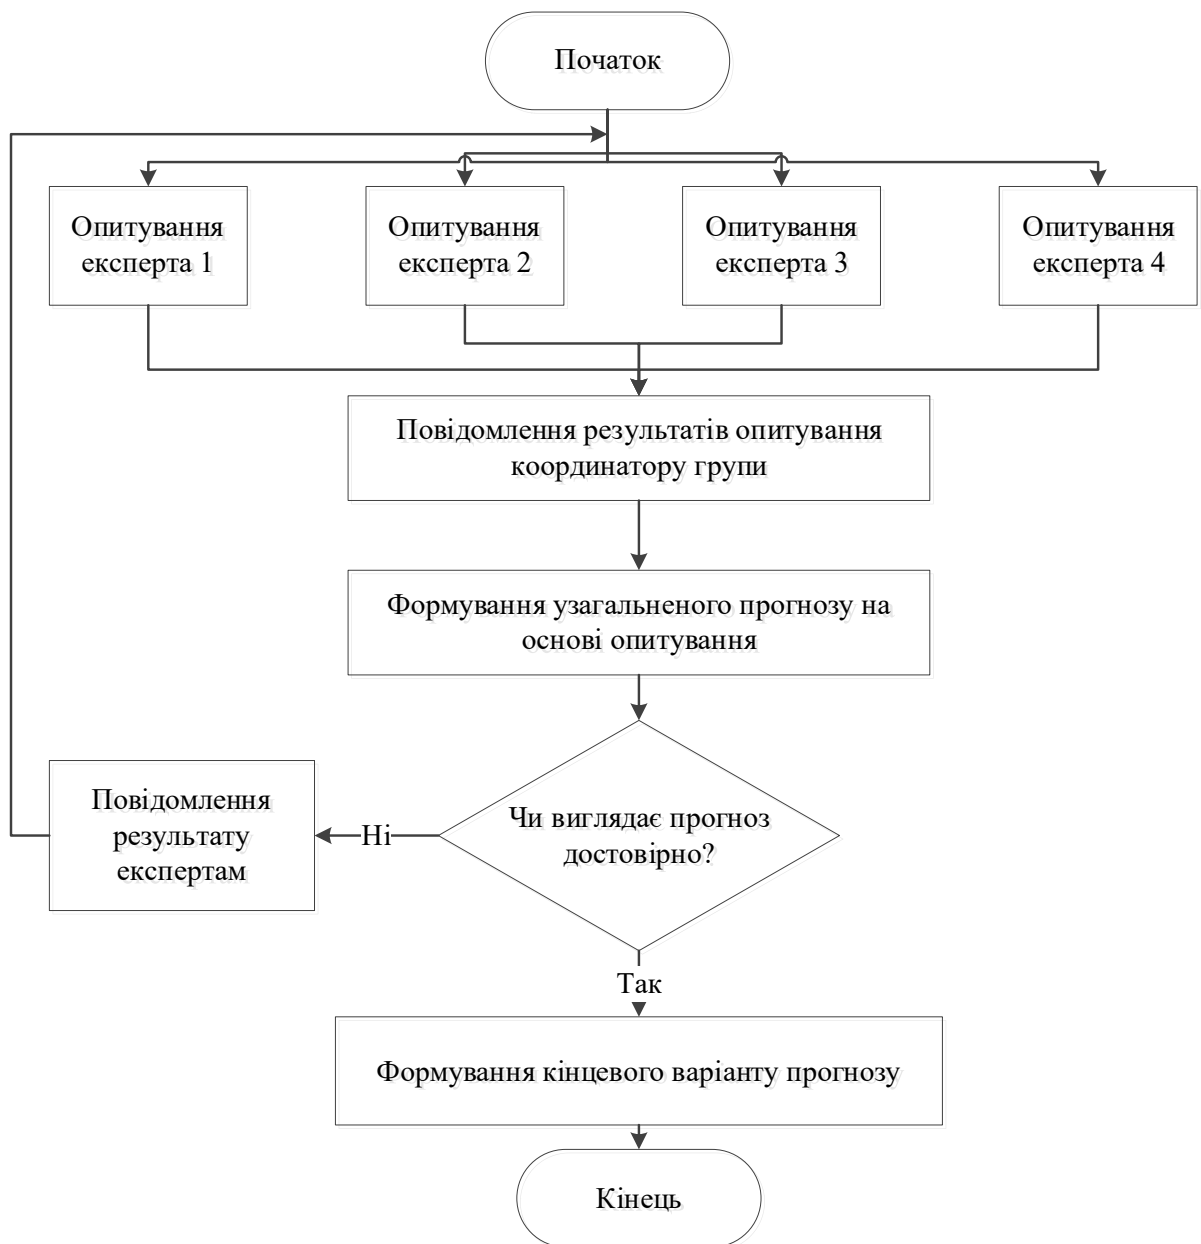 Початок
Опитування
експерта 1
Опитування
експерта 2
Опитування
експерта 3
Опитування
експерта 4
Повідомлення результатів опитування
координатору групи
Формування узагальненого прогнозу на
основі опитування
Чи виглядає прогноз
достовірно?
Ні
Повідомлення
результату
експертам
Так
Формування кінцевого варіанту прогнозу
Кінець